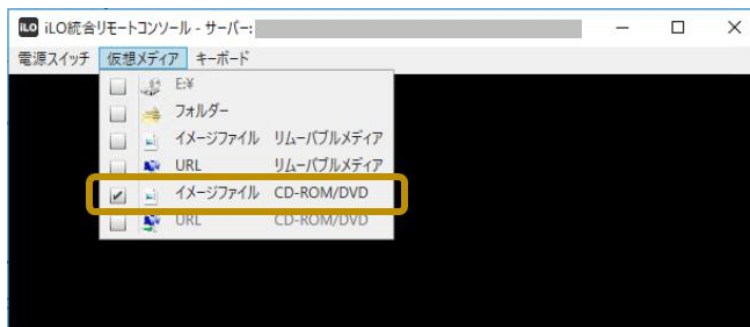 iLO iLO統合リモートコンソール - サーバー:
電源スイッチ 仮想メディア キーボード
E:¥
フォルダー
イメージファイル リムーバブルメディア
URL リムーバブルメディア
イメージファイル CD-ROM/DVD
URL CD-ROM/DVD